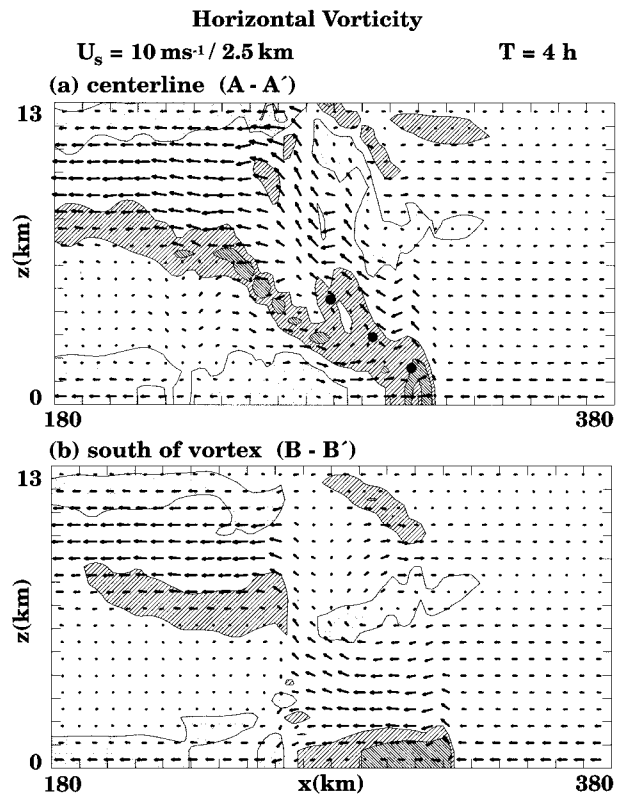 Horizontal Vorticity
Us = 10 ms-1 / 2.5 km T = 4 h
(a) centerline (A - A´)
13
z(km)
0
180 380
(b) south of vortex (B - B´)
13
z(km)
0
180 x(km) 380